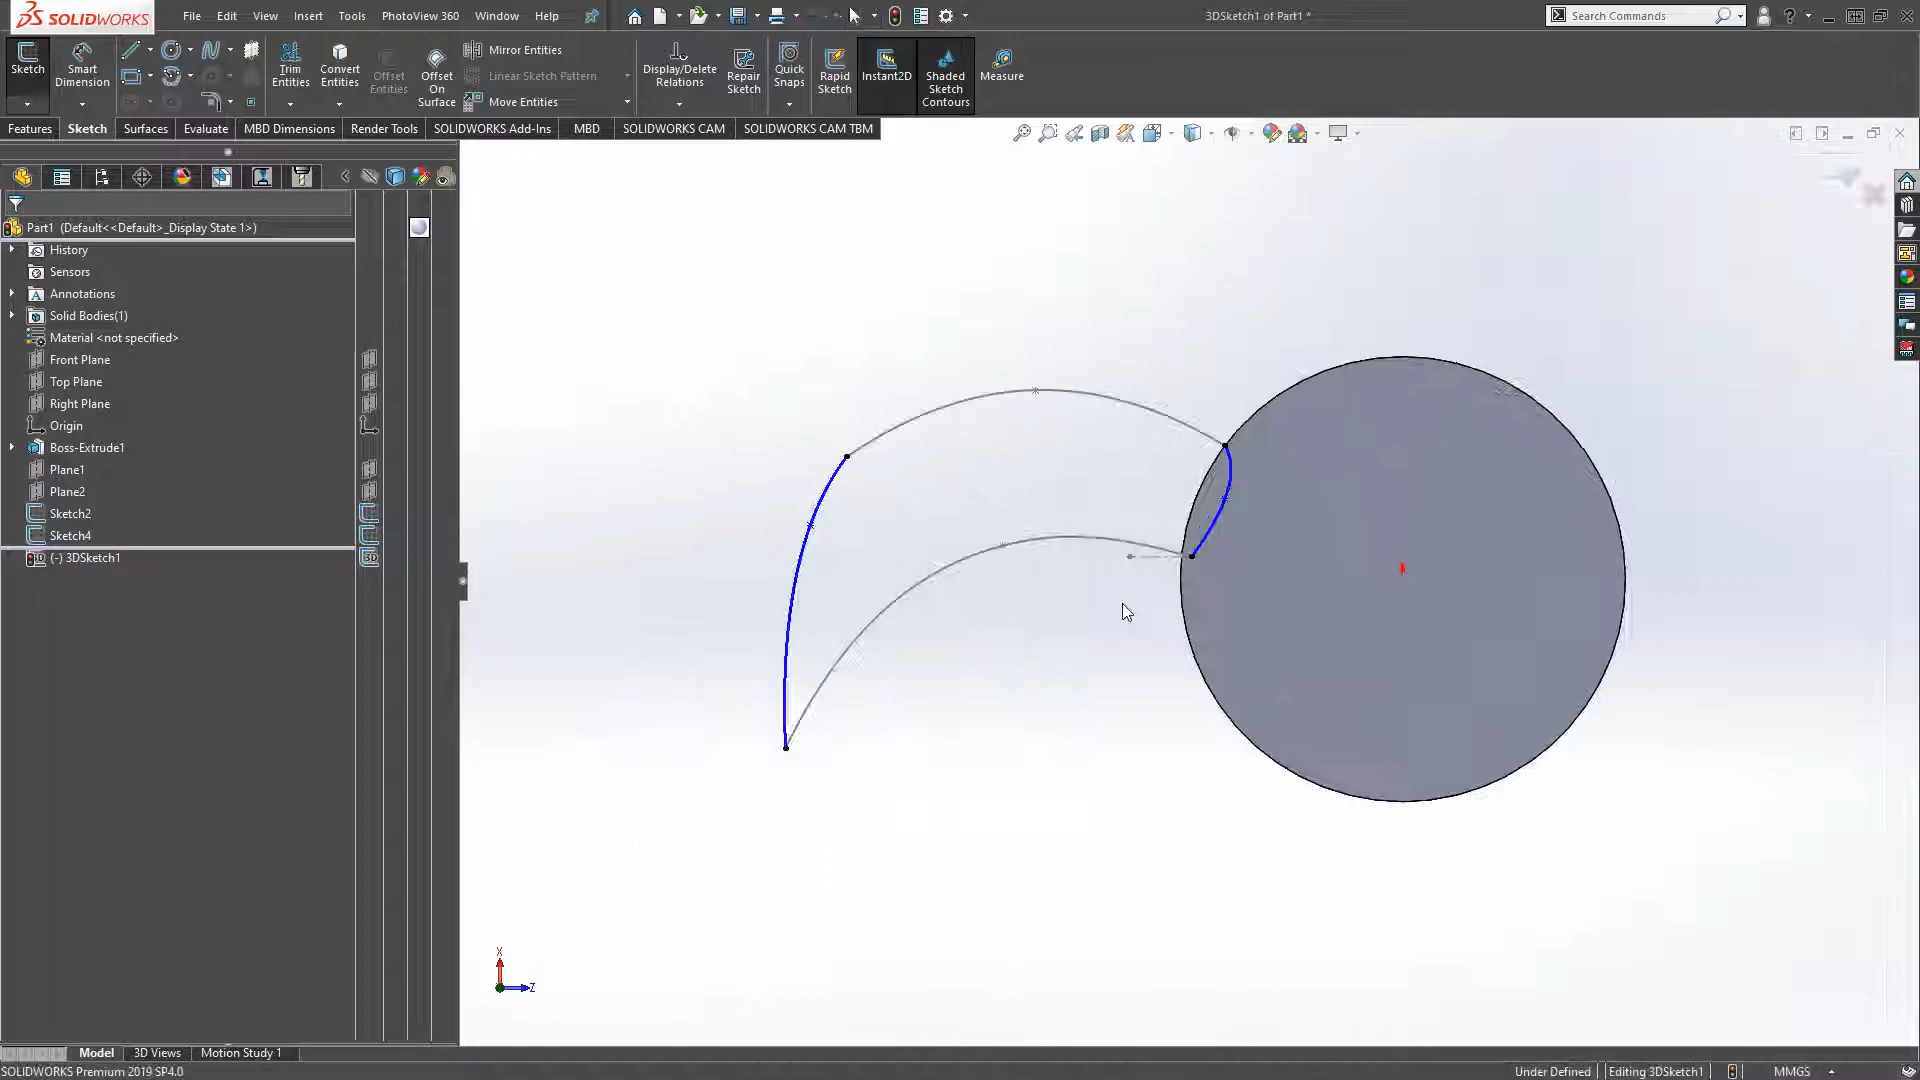 SOLIDWORKS
File Edit View Insert Tools PhotoView 360 Window Help
3DSketch1 of Part1 *
Search Commands
Sketch
Smart Dimension
Trim Entities
Convert Entities
Offset Entities
Offset On Surface
Mirror Entities
Linear Sketch Pattern
Move Entities
Display/Delete Relations
Repair Sketch
Quick Snaps
Rapid Sketch
Instant2D
Shaded Sketch Contours
Measure
Features Sketch Surfaces Evaluate MBD Dimensions Render Tools SOLIDWORKS Add-Ins MBD SOLIDWORKS CAM SOLIDWORKS CAM TBM
Part1 (Default<<Default>_Display State 1>)
History
Sensors
Annotations
Solid Bodies(1)
Material <not specified>
Front Plane
Top Plane
Right Plane
Origin
Boss-Extrude1
Plane1
Plane2
Sketch2
Sketch4
(-) 3DSketch1
X
Z
Model 3D Views Motion Study 1
SOLIDWORKS Premium 2019 SP4.0
Under Defined Editing 3DSketch1 MMGS